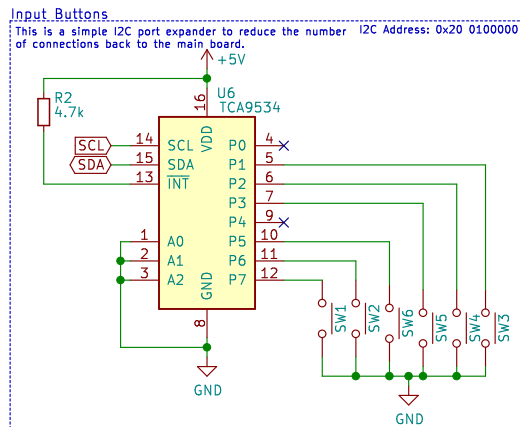 Input Buttons
This is a simple I2C port expander to reduce the number
of connections back to the main board.
I2C Address: 0x20 0100000
+5V
R2
4.7k
U6
TCA9534
16
VDD
SCL
14
SCL
P0
4
SDA
15
SDA
P1
5
13
INT
P2
6
P3
7
P4
9
1
A0
P5
10
2
A1
P6
11
3
A2
P7
12
GND
8
GND
SW1
SW2
SW6
SW5
SW4
SW3
GND